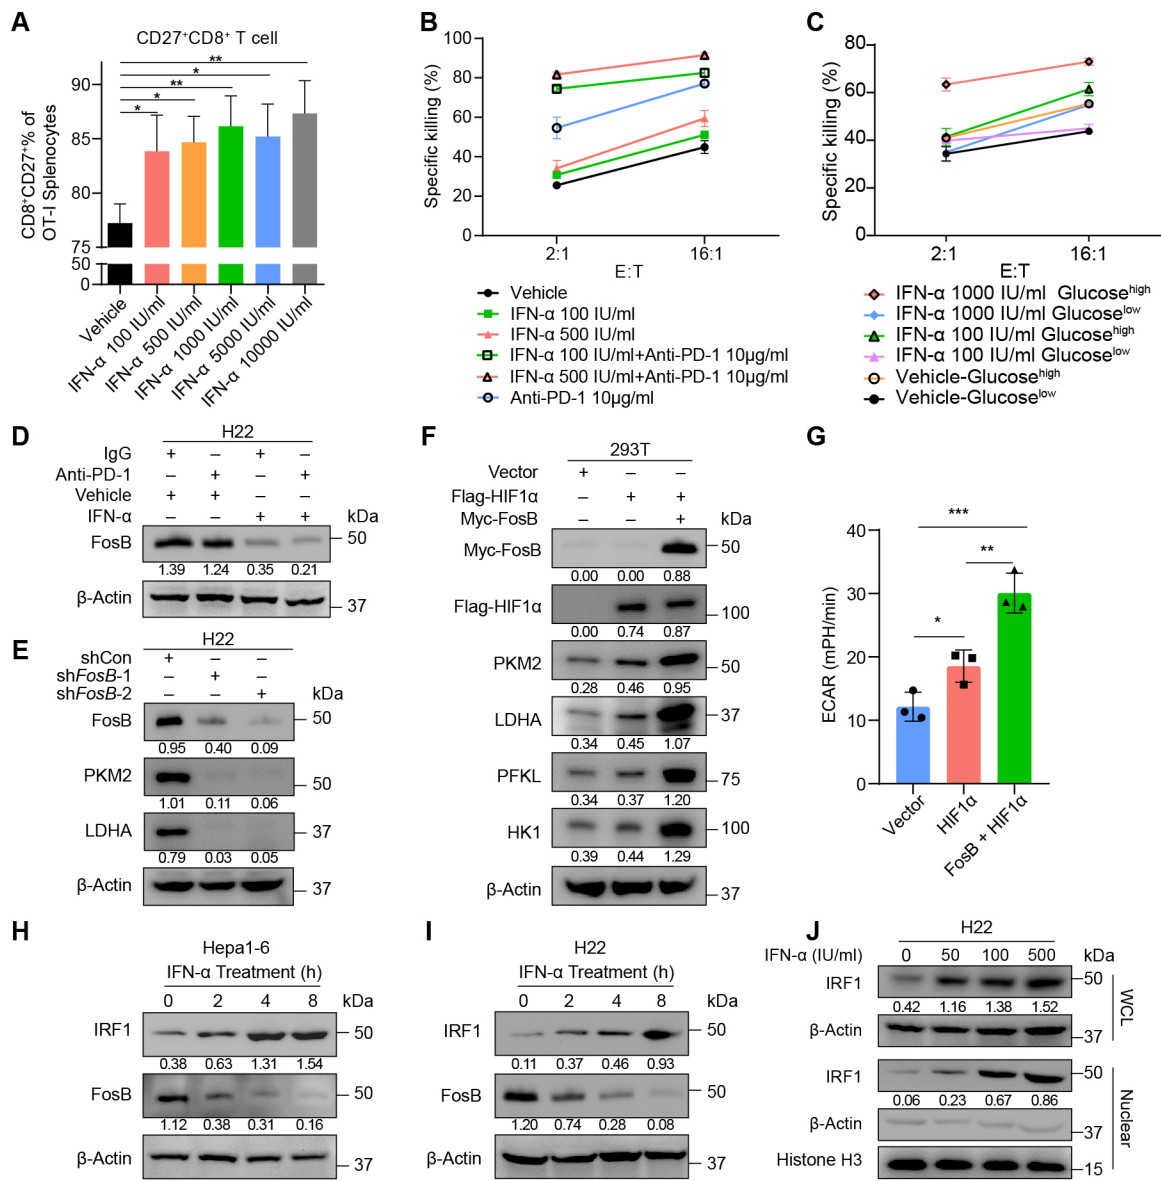 A
CD27⁺CD8⁺ T cell
CD8⁺CD27⁺% of
OT-I Splenocytes
90
85
80
75
50
0
**
*
**
*
*
Vehicle
IFN-α 100 IU/ml
IFN-α 500 IU/ml
IFN-α 1000 IU/ml
IFN-α 5000 IU/ml
IFN-α 10000 IU/ml
B
Specific killing (%)
100
80
60
40
20
0
2:1 16:1
E:T
Vehicle
IFN-α 100 IU/ml
IFN-α 500 IU/ml
IFN-α 100 IU/ml+Anti-PD-1 10µg/ml
IFN-α 500 IU/ml+Anti-PD-1 10µg/ml
Anti-PD-1 10µg/ml
C
Specific killing (%)
80
60
40
20
0
2:1 16:1
E:T
IFN-α 1000 IU/ml Glucose^high
IFN-α 1000 IU/ml Glucose^low
IFN-α 100 IU/ml Glucose^high
IFN-α 100 IU/ml Glucose^low
Vehicle-Glucose^high
Vehicle-Glucose^low
D
H22
IgG + – + –
Anti-PD-1 – + – +
Vehicle + + – –
IFN-α – – + + kDa
FosB 50
1.39 1.24 0.35 0.21
β-Actin 37
E
H22
shCon + – –
shFosB-1 – + –
shFosB-2 – – + kDa
FosB 50
0.95 0.40 0.09
PKM2 50
1.01 0.11 0.06
LDHA 37
0.79 0.03 0.05
β-Actin 37
F
293T
Vector + – –
Flag-HIF1α – + +
Myc-FosB – – + kDa
Myc-FosB 50
0.00 0.00 0.88
Flag-HIF1α 100
0.00 0.74 0.87
PKM2 50
0.28 0.46 0.95
LDHA 37
0.34 0.45 1.07
PFKL 75
0.34 0.37 1.20
HK1 100
0.39 0.44 1.29
β-Actin 37
G
ECAR (mPH/min)
40
30
20
10
0
***
**
*
Vector
HIF1α
FosB + HIF1α
H
Hepa1-6
IFN-α Treatment (h)
0 2 4 8 kDa
IRF1 50
0.38 0.63 1.31 1.54
FosB 50
1.12 0.38 0.31 0.16
β-Actin 37
I
H22
IFN-α Treatment (h)
0 2 4 8 kDa
IRF1 50
0.11 0.37 0.46 0.93
FosB 50
1.20 0.74 0.28 0.08
β-Actin 37
J
H22
IFN-α (IU/ml) 0 50 100 500 kDa
IRF1 50
0.42 1.16 1.38 1.52
β-Actin 37
WCL
IRF1 50
0.06 0.23 0.67 0.86
β-Actin 37
Histone H3 15
Nuclear